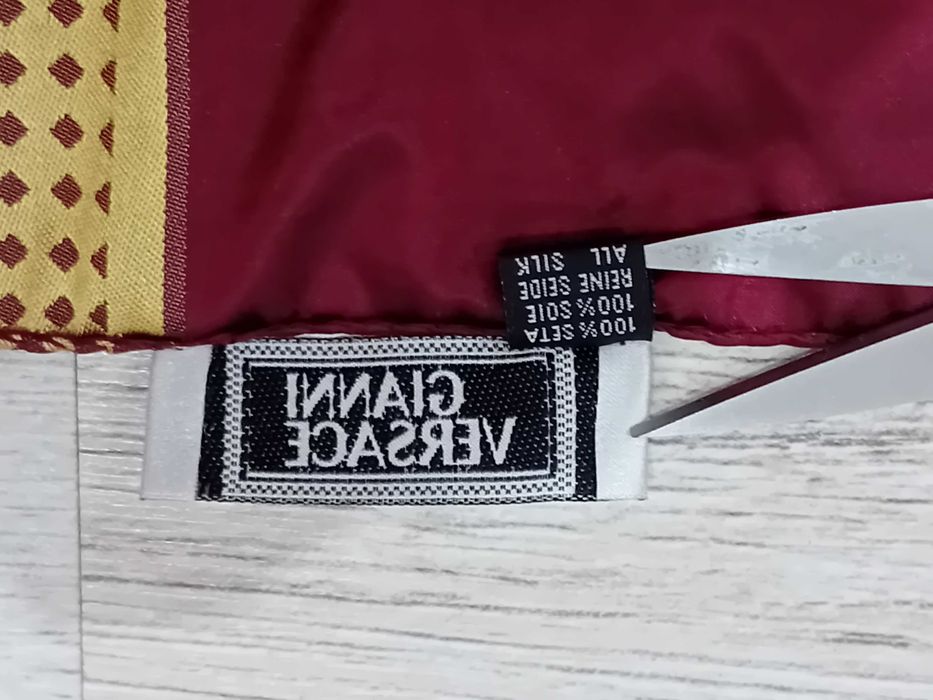 GIANNI
VERSACE
100% SETA
100% SOIE
REINE SEIDE
ALL SILK